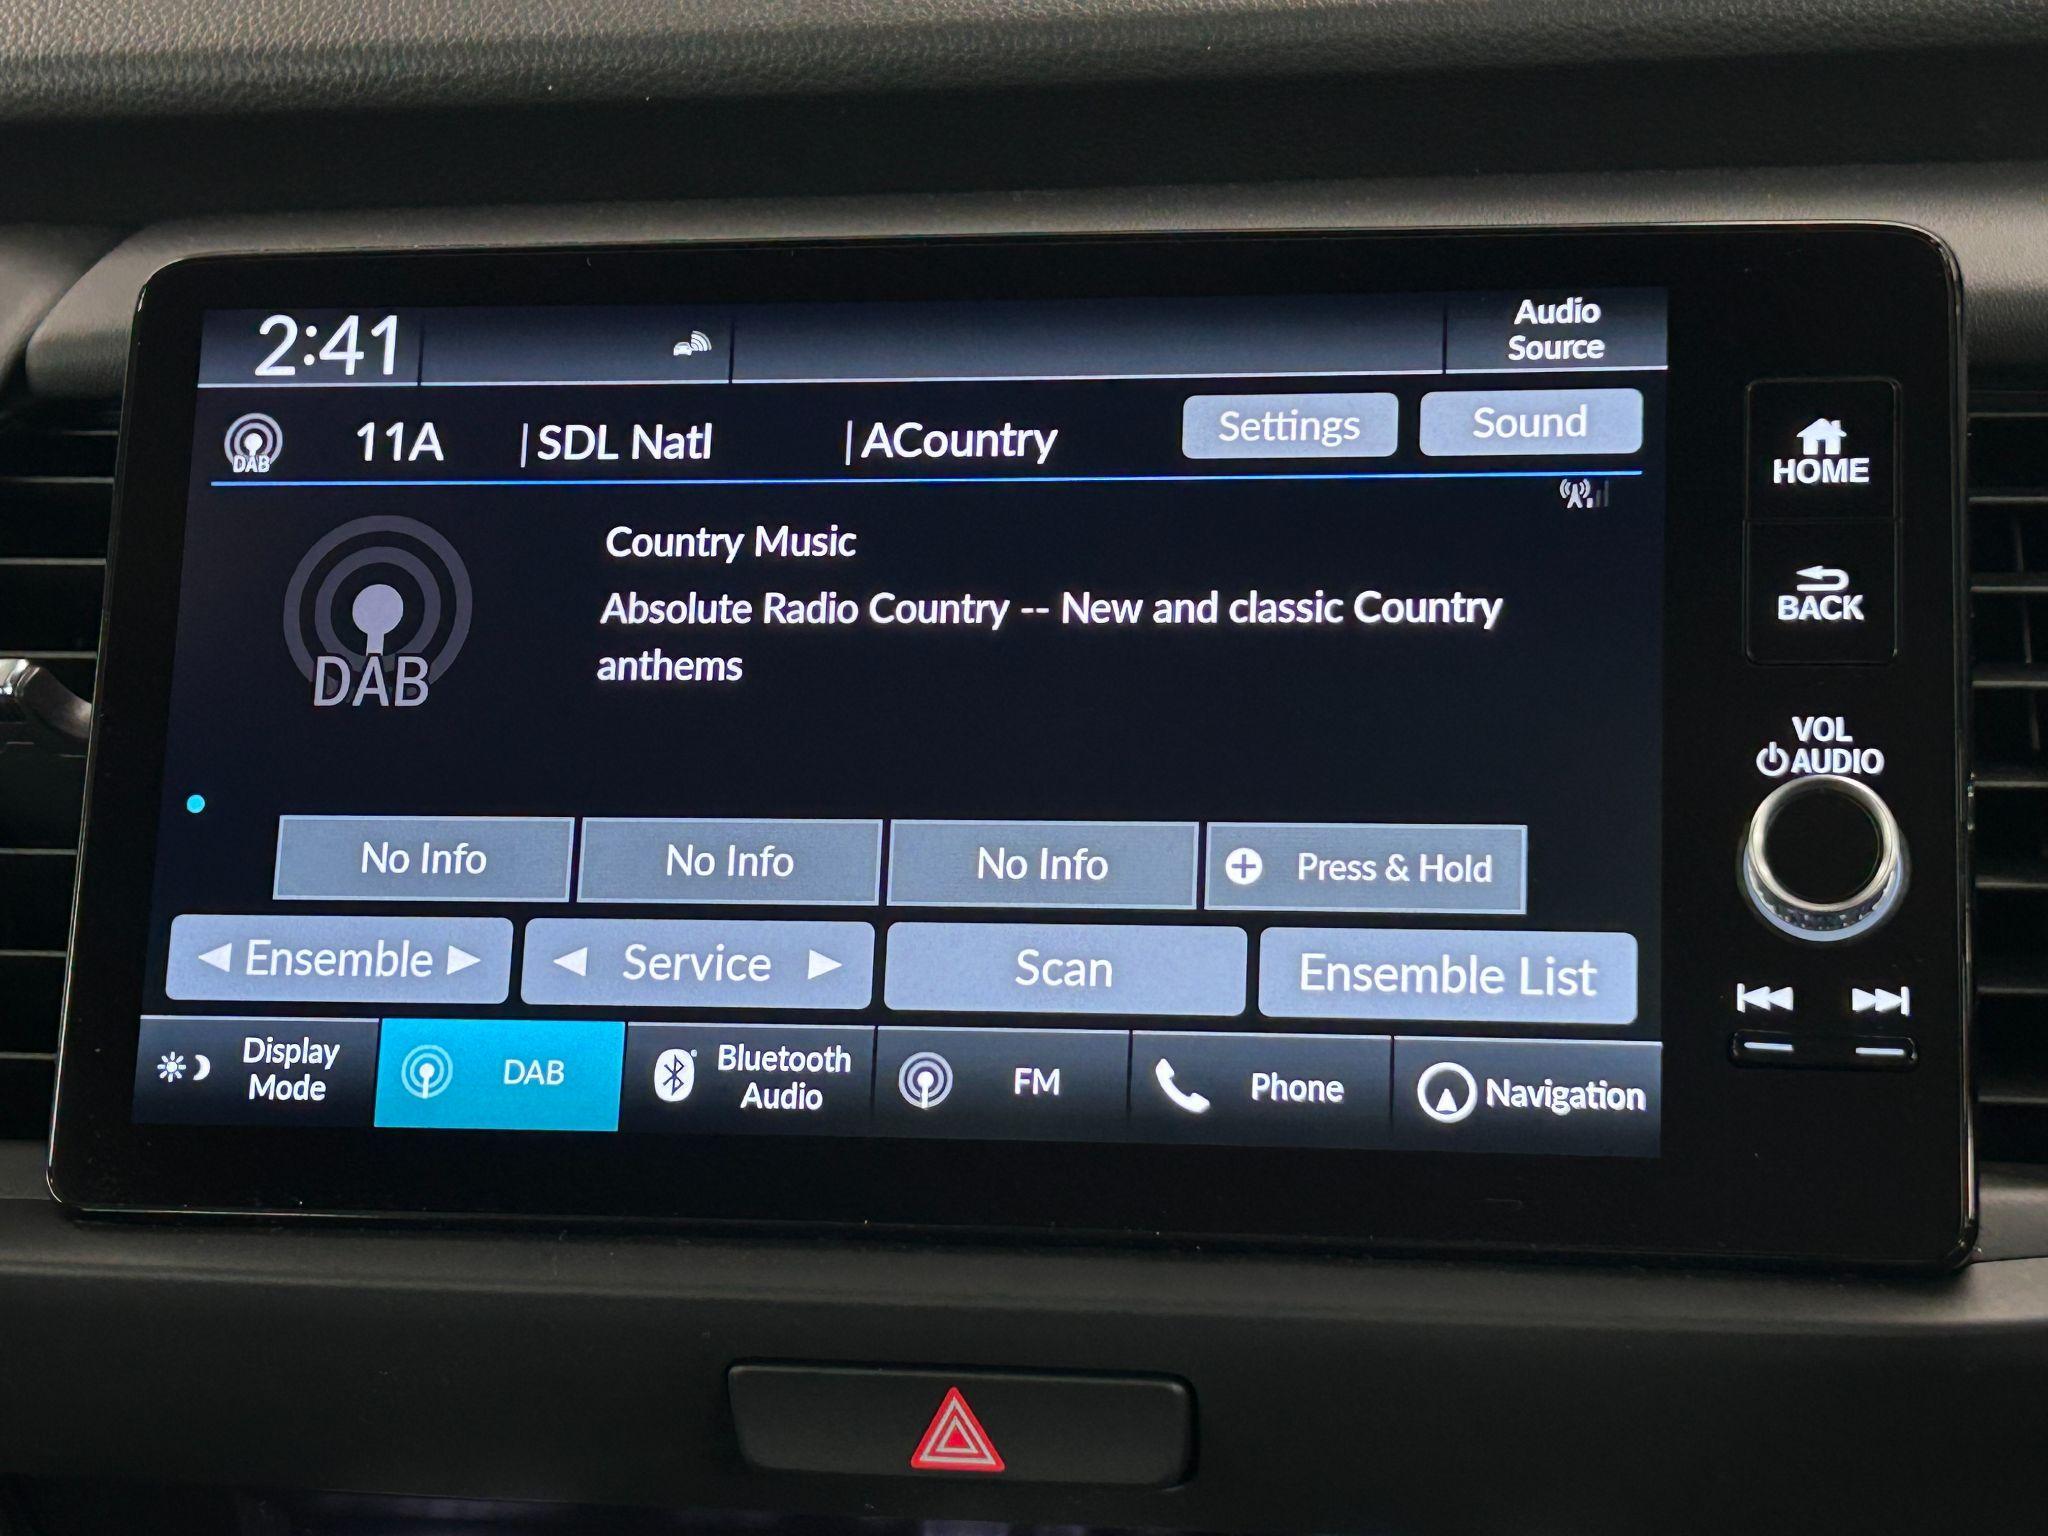 2:41
Audio
Source
DAB
11A
|SDL Natl
|ACountry
Settings
Sound
HOME
Country Music
DAB
Absolute Radio Country -- New and classic Country
anthems
BACK
VOL
AUDIO
No Info
No Info
No Info
Press & Hold
Ensemble
Service
Scan
Ensemble List
Display
Mode
DAB
Bluetooth
Audio
FM
Phone
Navigation